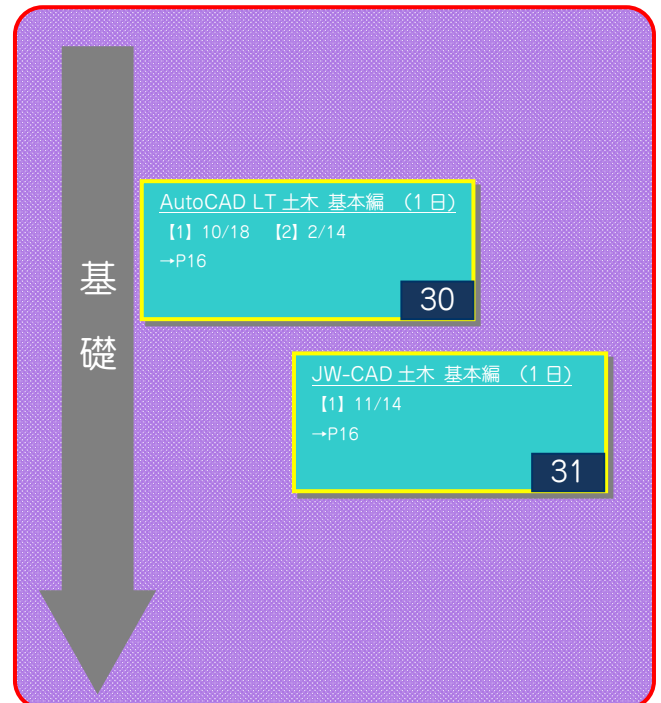 基
礎
AutoCAD LT 土木 基本編 （1 日）
【1】10/18 【2】2/14
→P16
30
JW-CAD 土木 基本編 （1 日）
【1】11/14
→P16
31